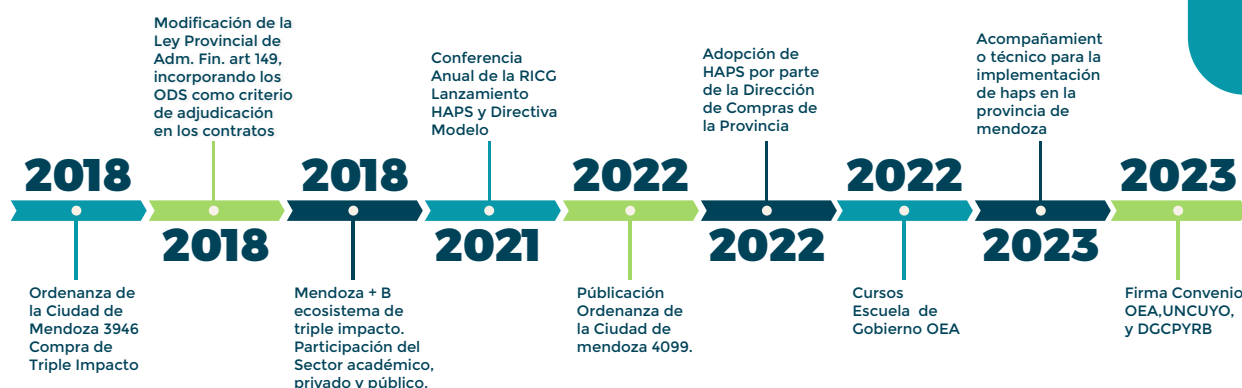 Modificación de la
Ley Provincial de
Adm. Fin. art 149,
incorporando los
ODS como criterio
de adjudicación
en los contratos
Conferencia
Anual de la RICG
Lanzamiento
HAPS y Directiva
Modelo
Adopción de
HAPS por parte
de la Dirección
de Compras de
la Provincia
Acompañamient
o técnico para la
implementación
de haps en la
provincia de
mendoza
2018
2018
2018
2021
2022
2022
2022
2023
2023
Ordenanza de
la Ciudad de
Mendoza 3946
Compra de
Triple Impacto
Mendoza + B
ecosistema de
triple impacto.
Participación del
Sector académico,
privado y público.
Públicación
Ordenanza de
la Ciudad de
mendoza 4099.
Cursos
Escuela de
Gobierno OEA
Firma Convenio
OEA,UNCUYO,
y DGCPYRB